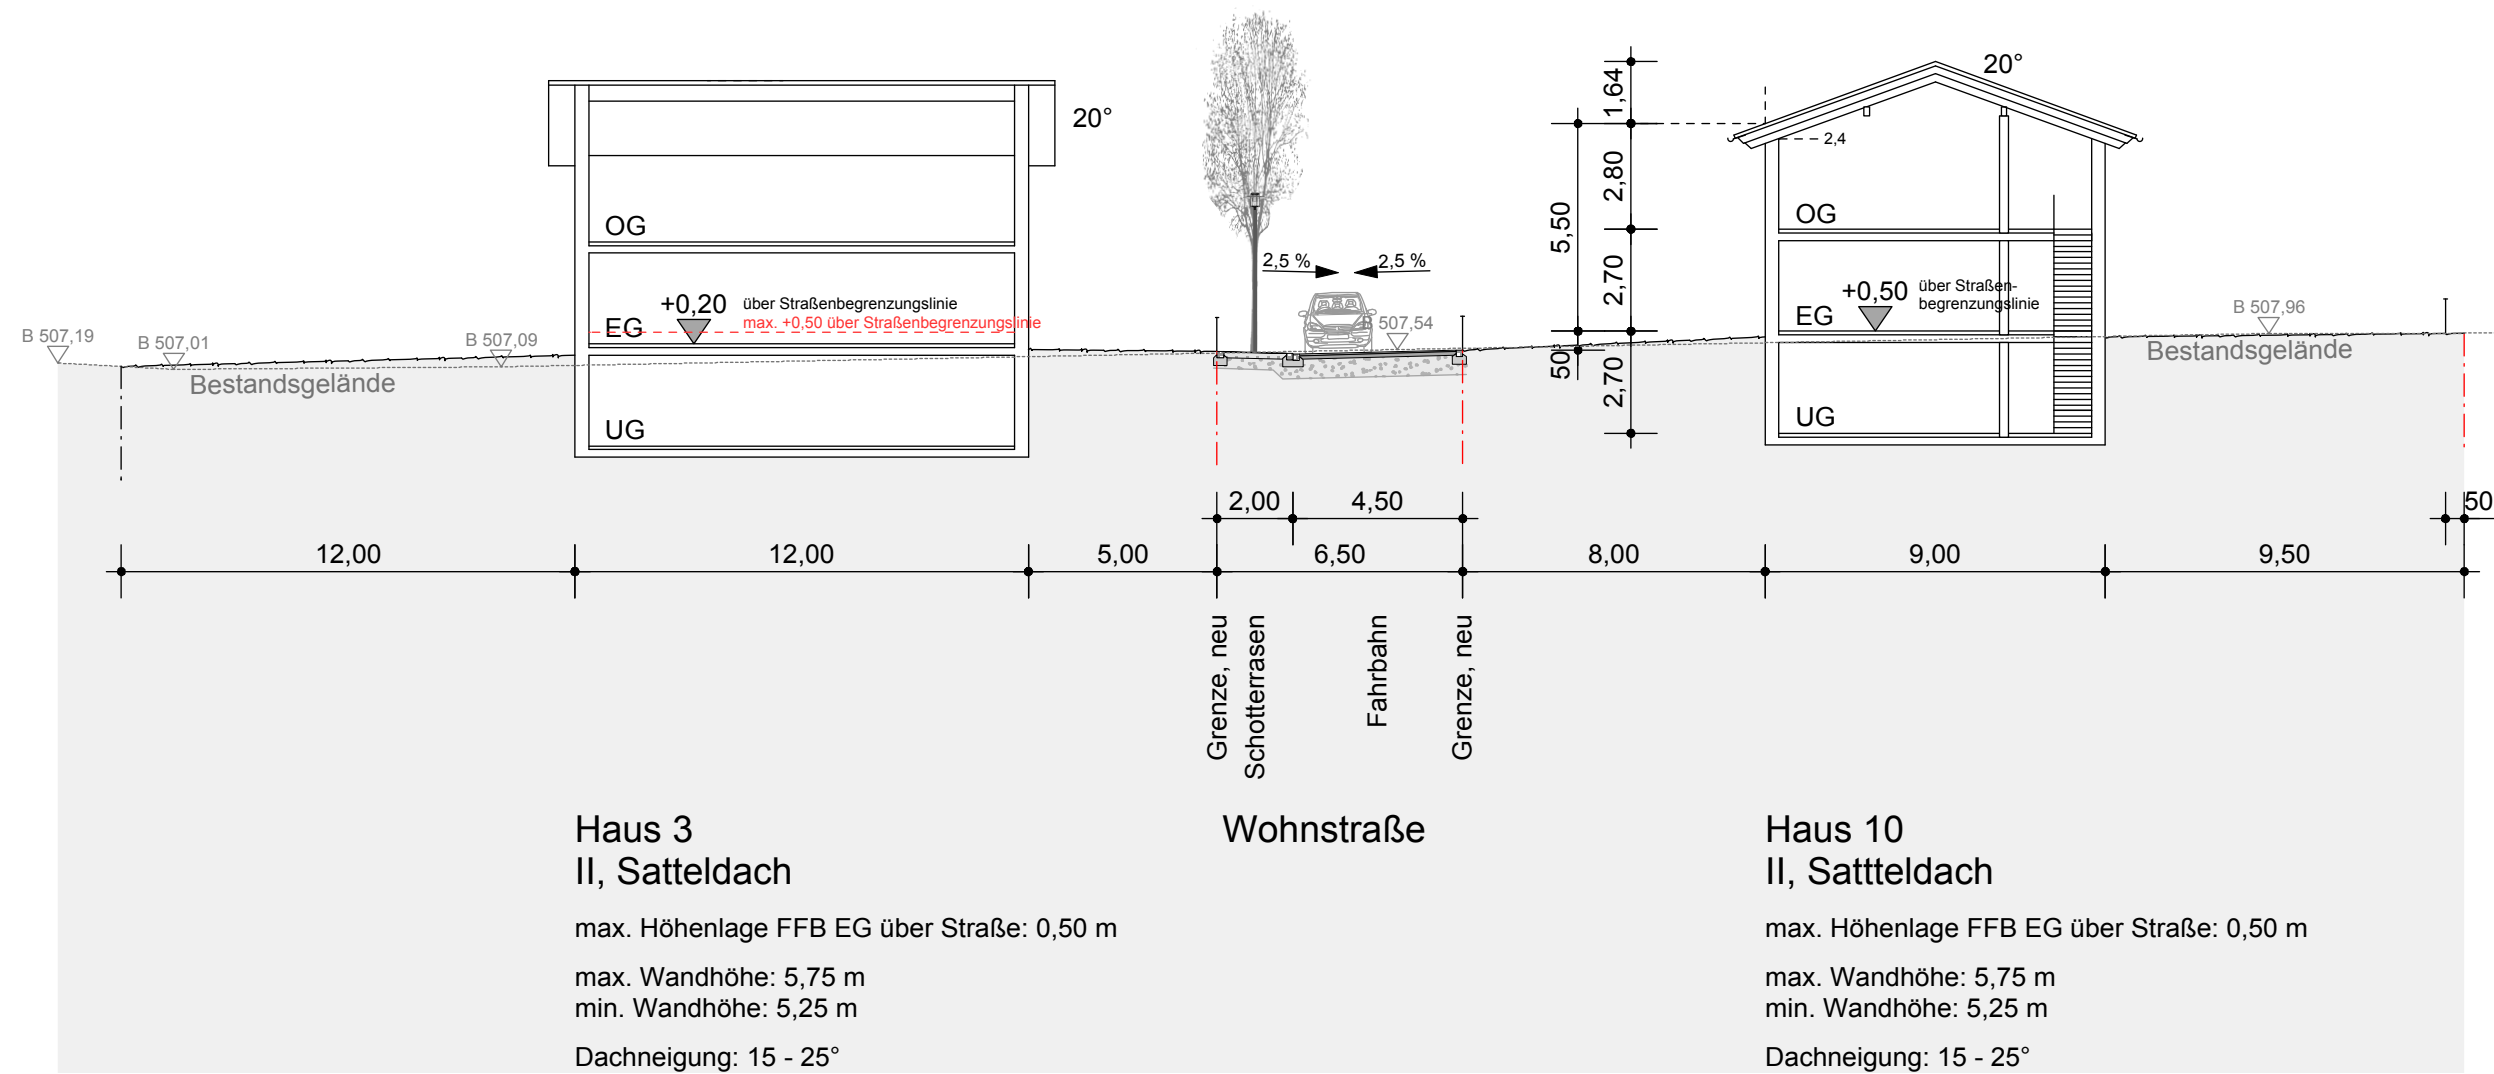 20°
20°
1,64
2,4
2,80
5,50
2,70
50
2,70
OG
OG
2,5 %
2,5 %
+0,20
über Straßenbegrenzungslinie
max. +0,50 über Straßenbegrenzungslinie
EG
+0,50
über Straßen-
begrenzungslinie
EG
B 507,19
B 507,01
B 507,09
B 507,54
B 507,96
Bestandsgelände
Bestandsgelände
UG
UG
2,00
4,50
50
12,00
12,00
5,00
6,50
8,00
9,00
9,50
Grenze, neu
Schotterrasen
Fahrbahn
Grenze, neu
Haus 3
II, Satteldach
max. Höhenlage FFB EG über Straße: 0,50 m
max. Wandhöhe: 5,75 m
min. Wandhöhe: 5,25 m
Dachneigung: 15 - 25°
Wohnstraße
Haus 10
II, Sattteldach
max. Höhenlage FFB EG über Straße: 0,50 m
max. Wandhöhe: 5,75 m
min. Wandhöhe: 5,25 m
Dachneigung: 15 - 25°